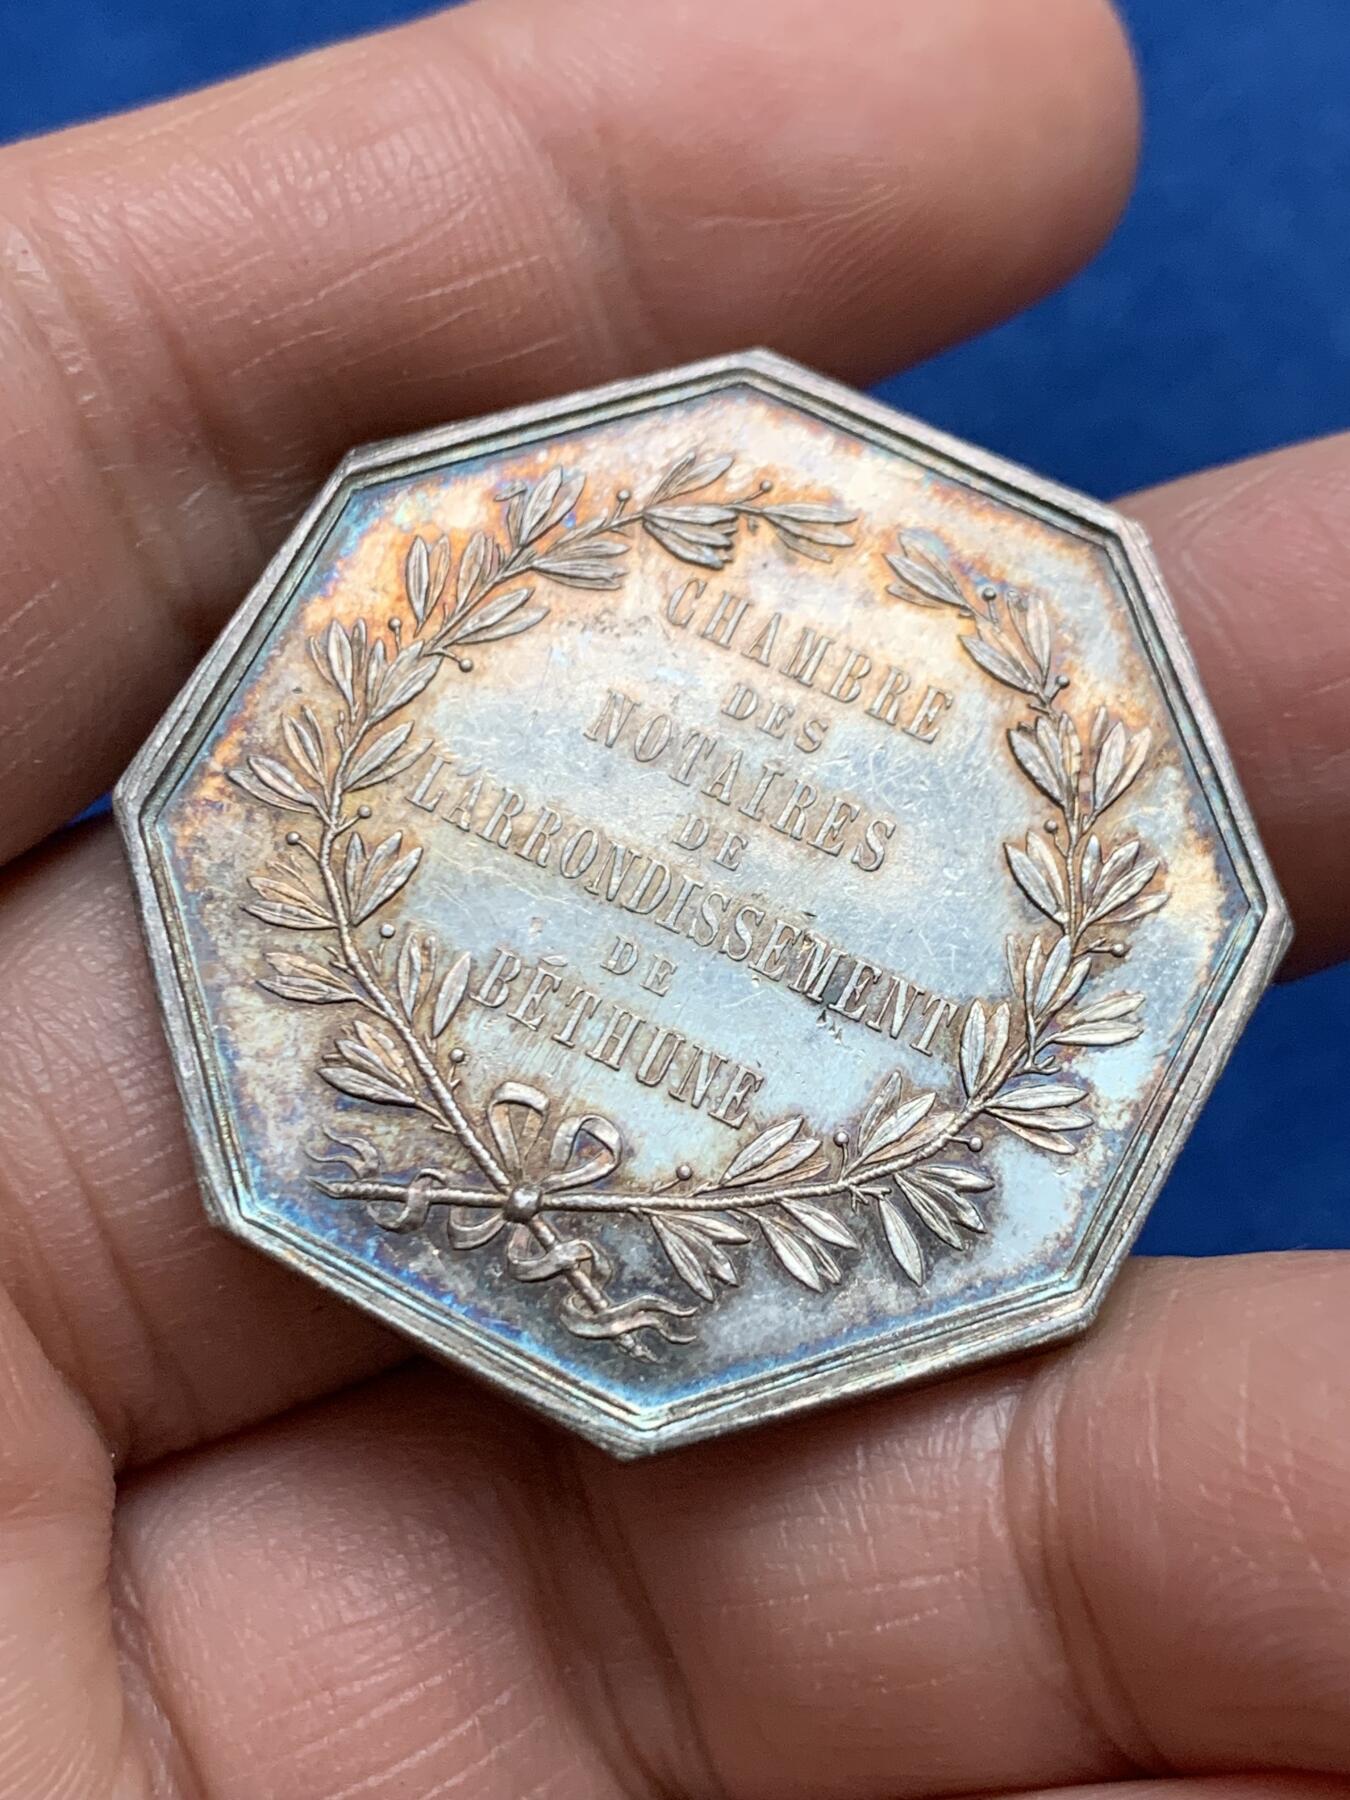 CHAMBRE
DES
NOTAIRES
DE
L'ARRONDISSEMENT
DE
BÉTHUNE